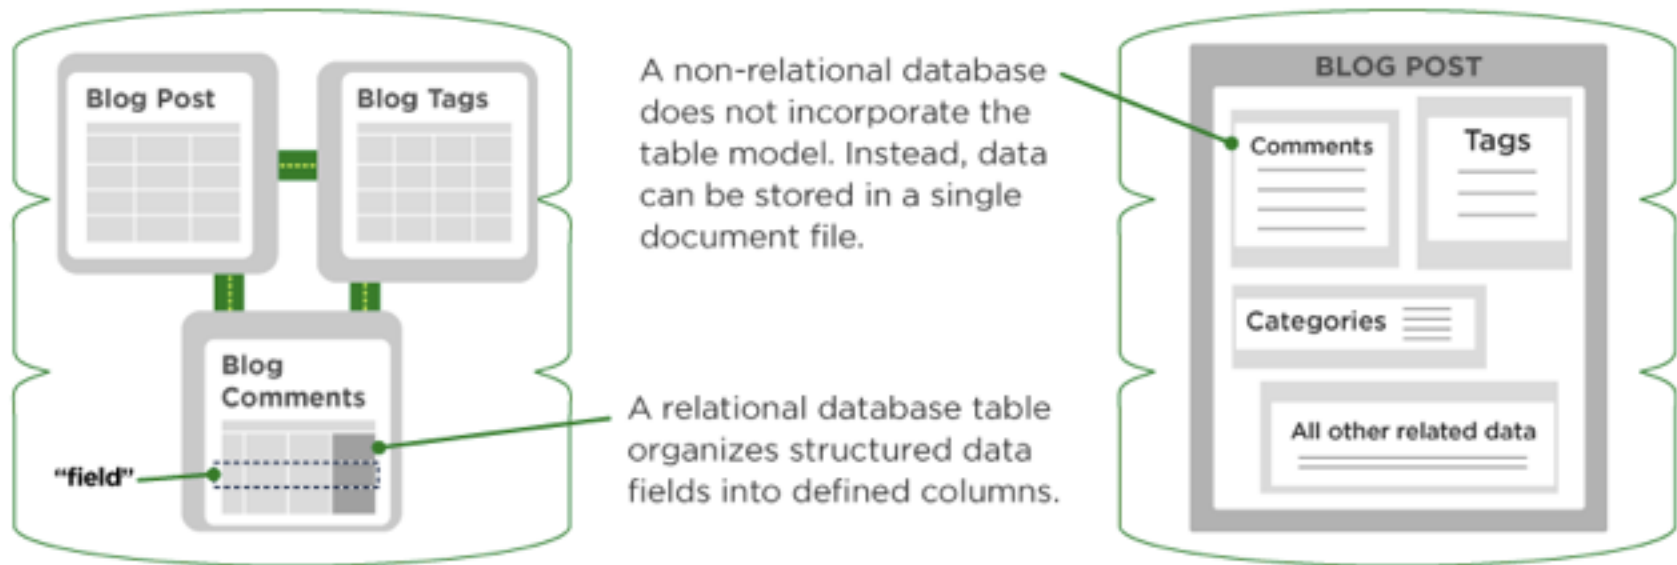 Blog Post
Blog Tags
Blog
Comments
“field”
A non-relational database
does not incorporate the
table model. Instead, data
can be stored in a single
document file.
A relational database table
organizes structured data
fields into defined columns.
BLOG POST
Comments
Tags
Categories
All other related data